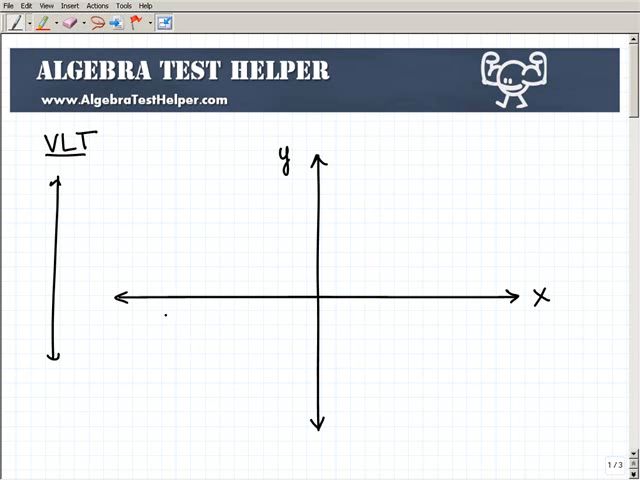 File Edit View Insert Actions Tools Help
ALGEBRA TEST HELPER
www.AlgebraTestHelper.com
VLT
y
x
1 / 3